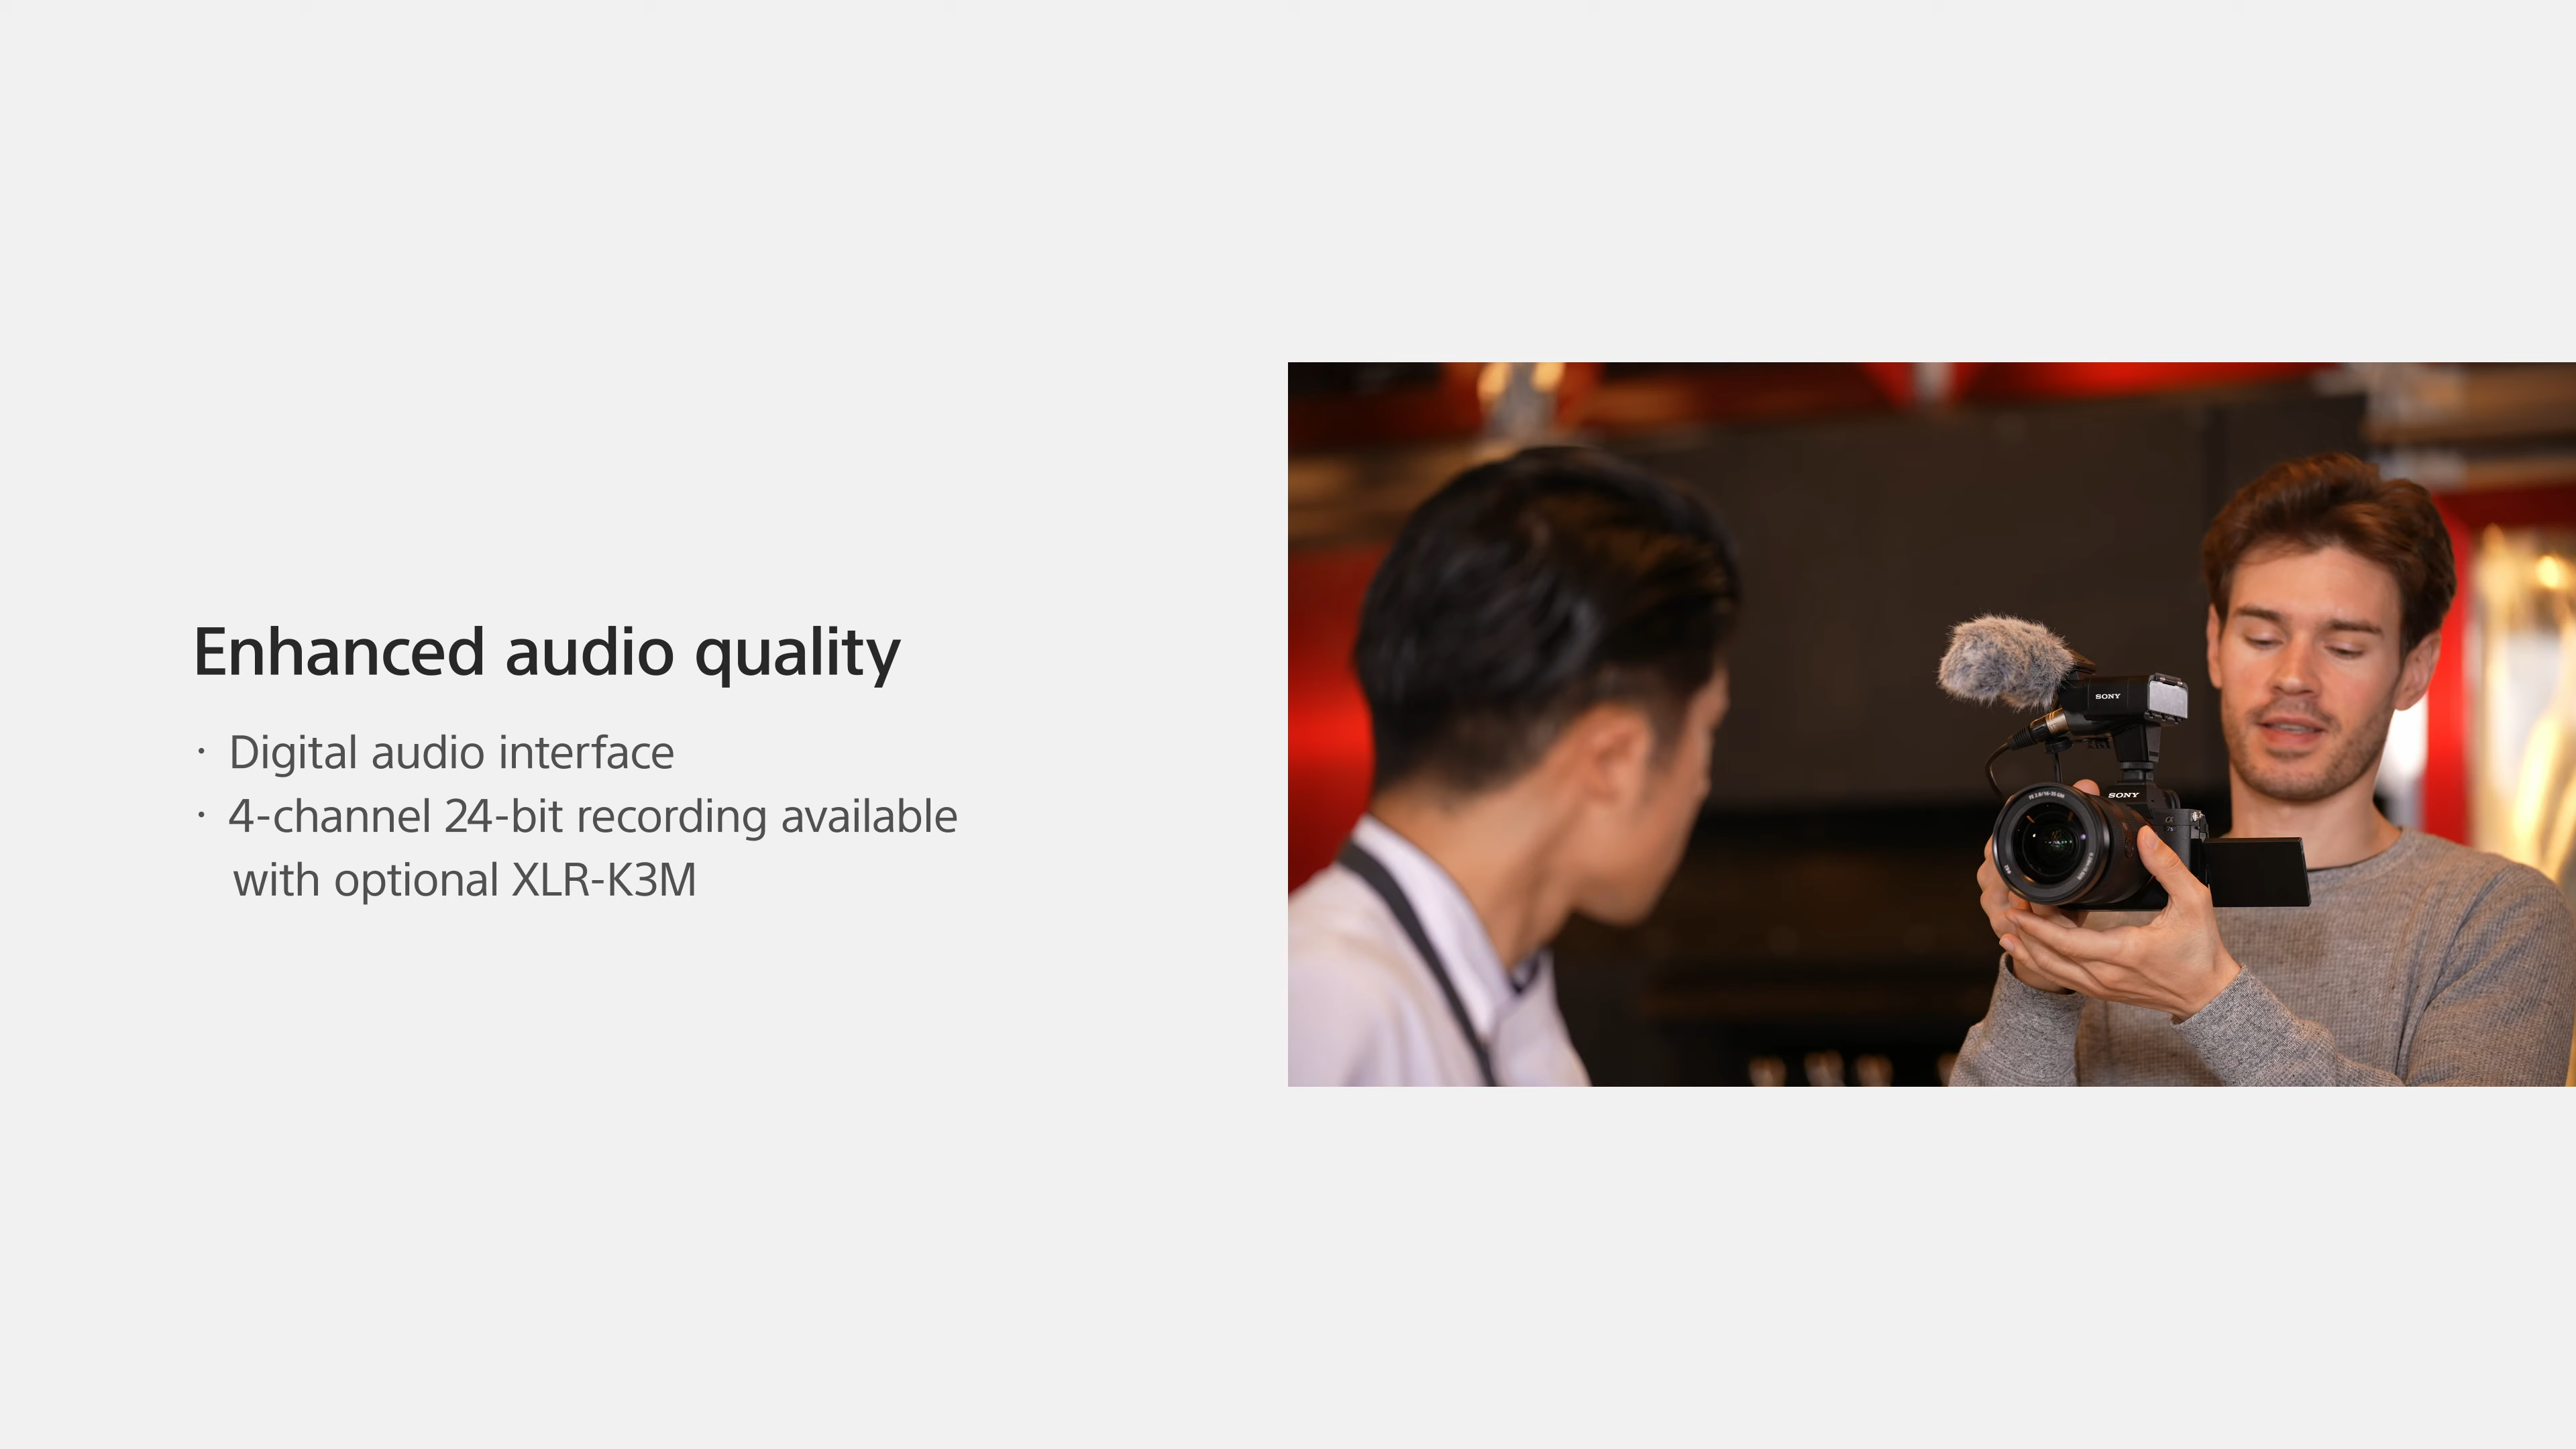 Enhanced audio quality
· Digital audio interface
· 4-channel 24-bit recording available
with optional XLR-K3M
SONY
SONY